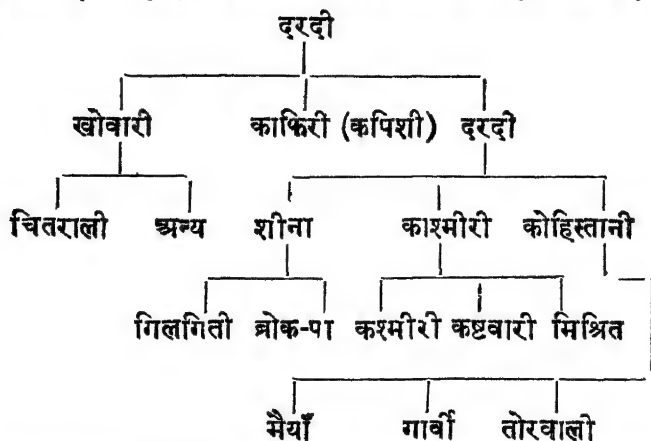 दरदी
खोवारी काफिरी (कपिशी) दरदी
चितराली अन्य शीना काश्मीरी कोहिस्तानी
गिलगिती ब्रोक-पा कश्मीरी कष्टवारी मिश्रित
मैयाँ गार्वी तोरवाली